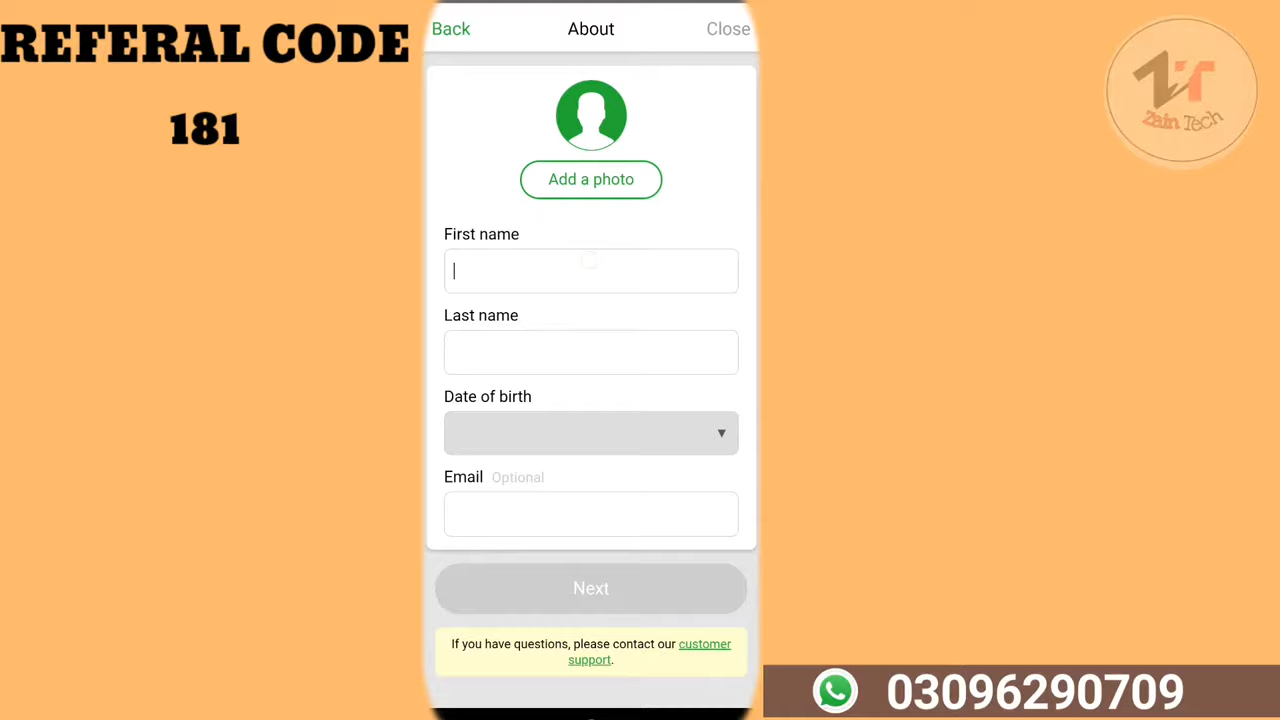 REFERAL CODE
181
Back
About
Close
Add a photo
First name
Last name
Date of birth
Email Optional
Next
If you have questions, please contact our customer
support.
ZT
Zain Tech
03096290709